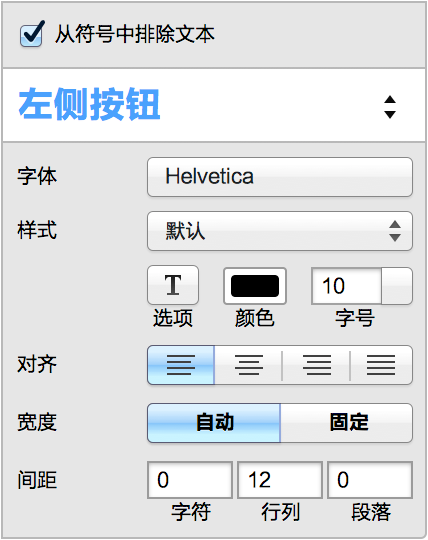 从符号中排除文本
左侧按钮
字体 Helvetica
样式 默认
T 10
选项 颜色 字号
对齐
宽度 自动 固定
间距 0 12 0
字符 行列 段落